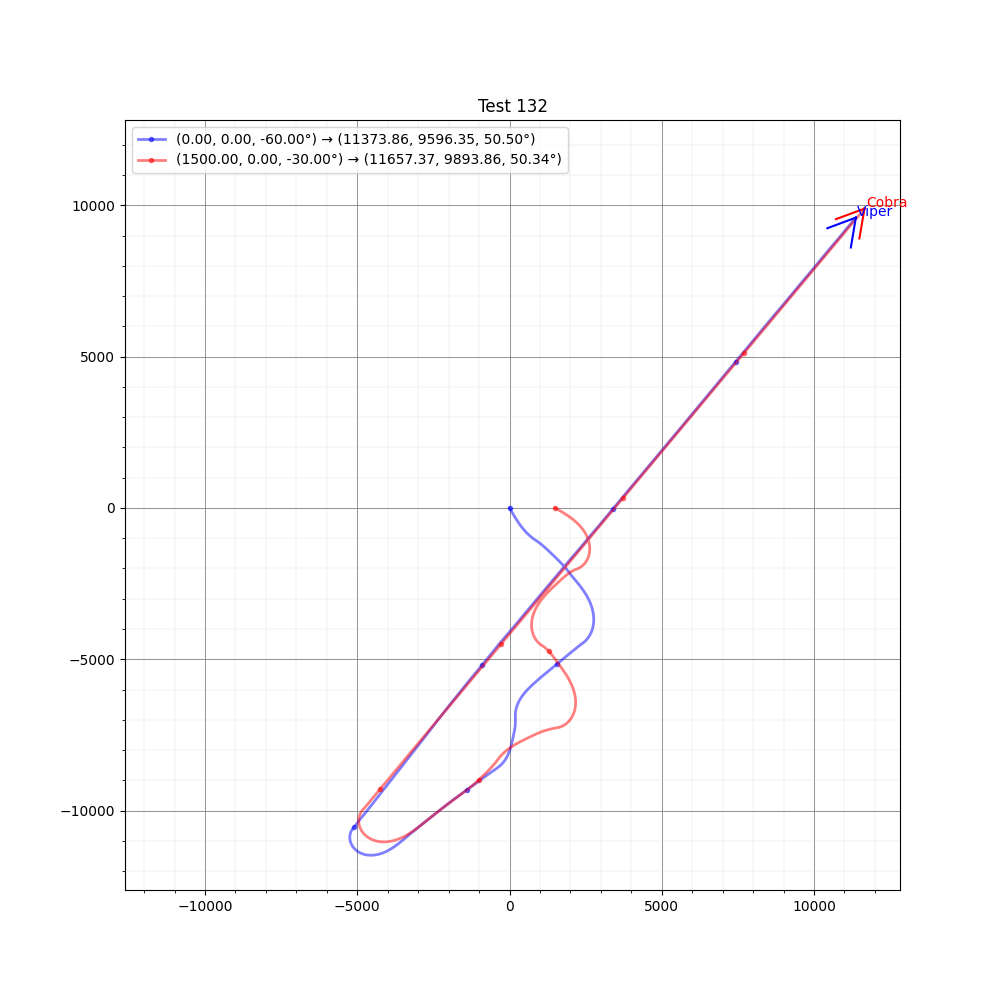 Test 132
(0.00, 0.00, -60.00°) → (11373.86, 9596.35, 50.50°)
(1500.00, 0.00, -30.00°) → (11657.37, 9893.86, 50.34°)
Cobra
Viper
10000
5000
0
−5000
−10000
−10000 −5000 0 5000 10000